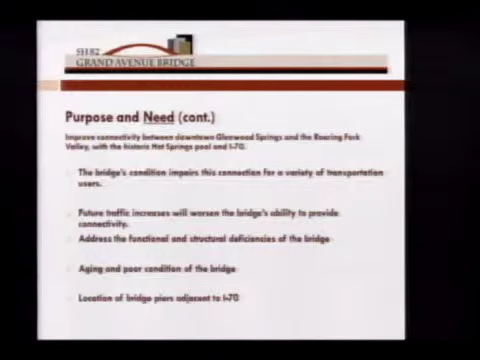 SH 82
GRAND AVENUE BRIDGE
Purpose and Need (cont.)
Improve connectivity between downtown Glenwood Springs and the Roaring Fork
Valley, with the historic Hot Springs pool and I-70.
The bridge's condition impairs this connection for a variety of transportation
users.
Future traffic increases will worsen the bridge's ability to provide
connectivity.
Address the functional and structural deficiencies of the bridge
Aging and poor condition of the bridge
Location of bridge piers adjacent to I-70